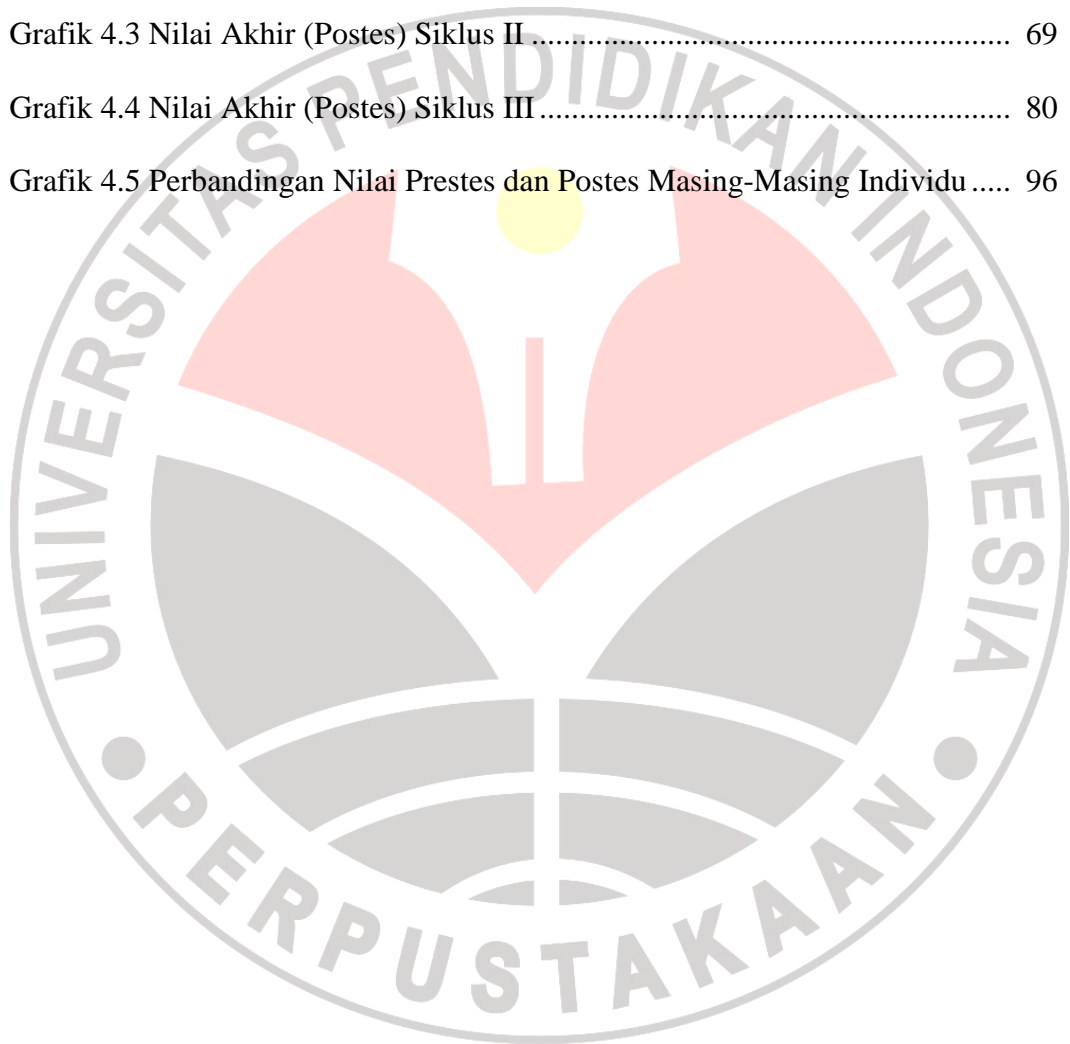 Grafik 4.3 Nilai Akhir (Postes) Siklus II ............................................................ 69
Grafik 4.4 Nilai Akhir (Postes) Siklus III ........................................................... 80
Grafik 4.5 Perbandingan Nilai Prestes dan Postes Masing-Masing Individu ..... 96
UNIVERSITAS PENDIDIKAN INDONESIA
PERPUSTAKAAN